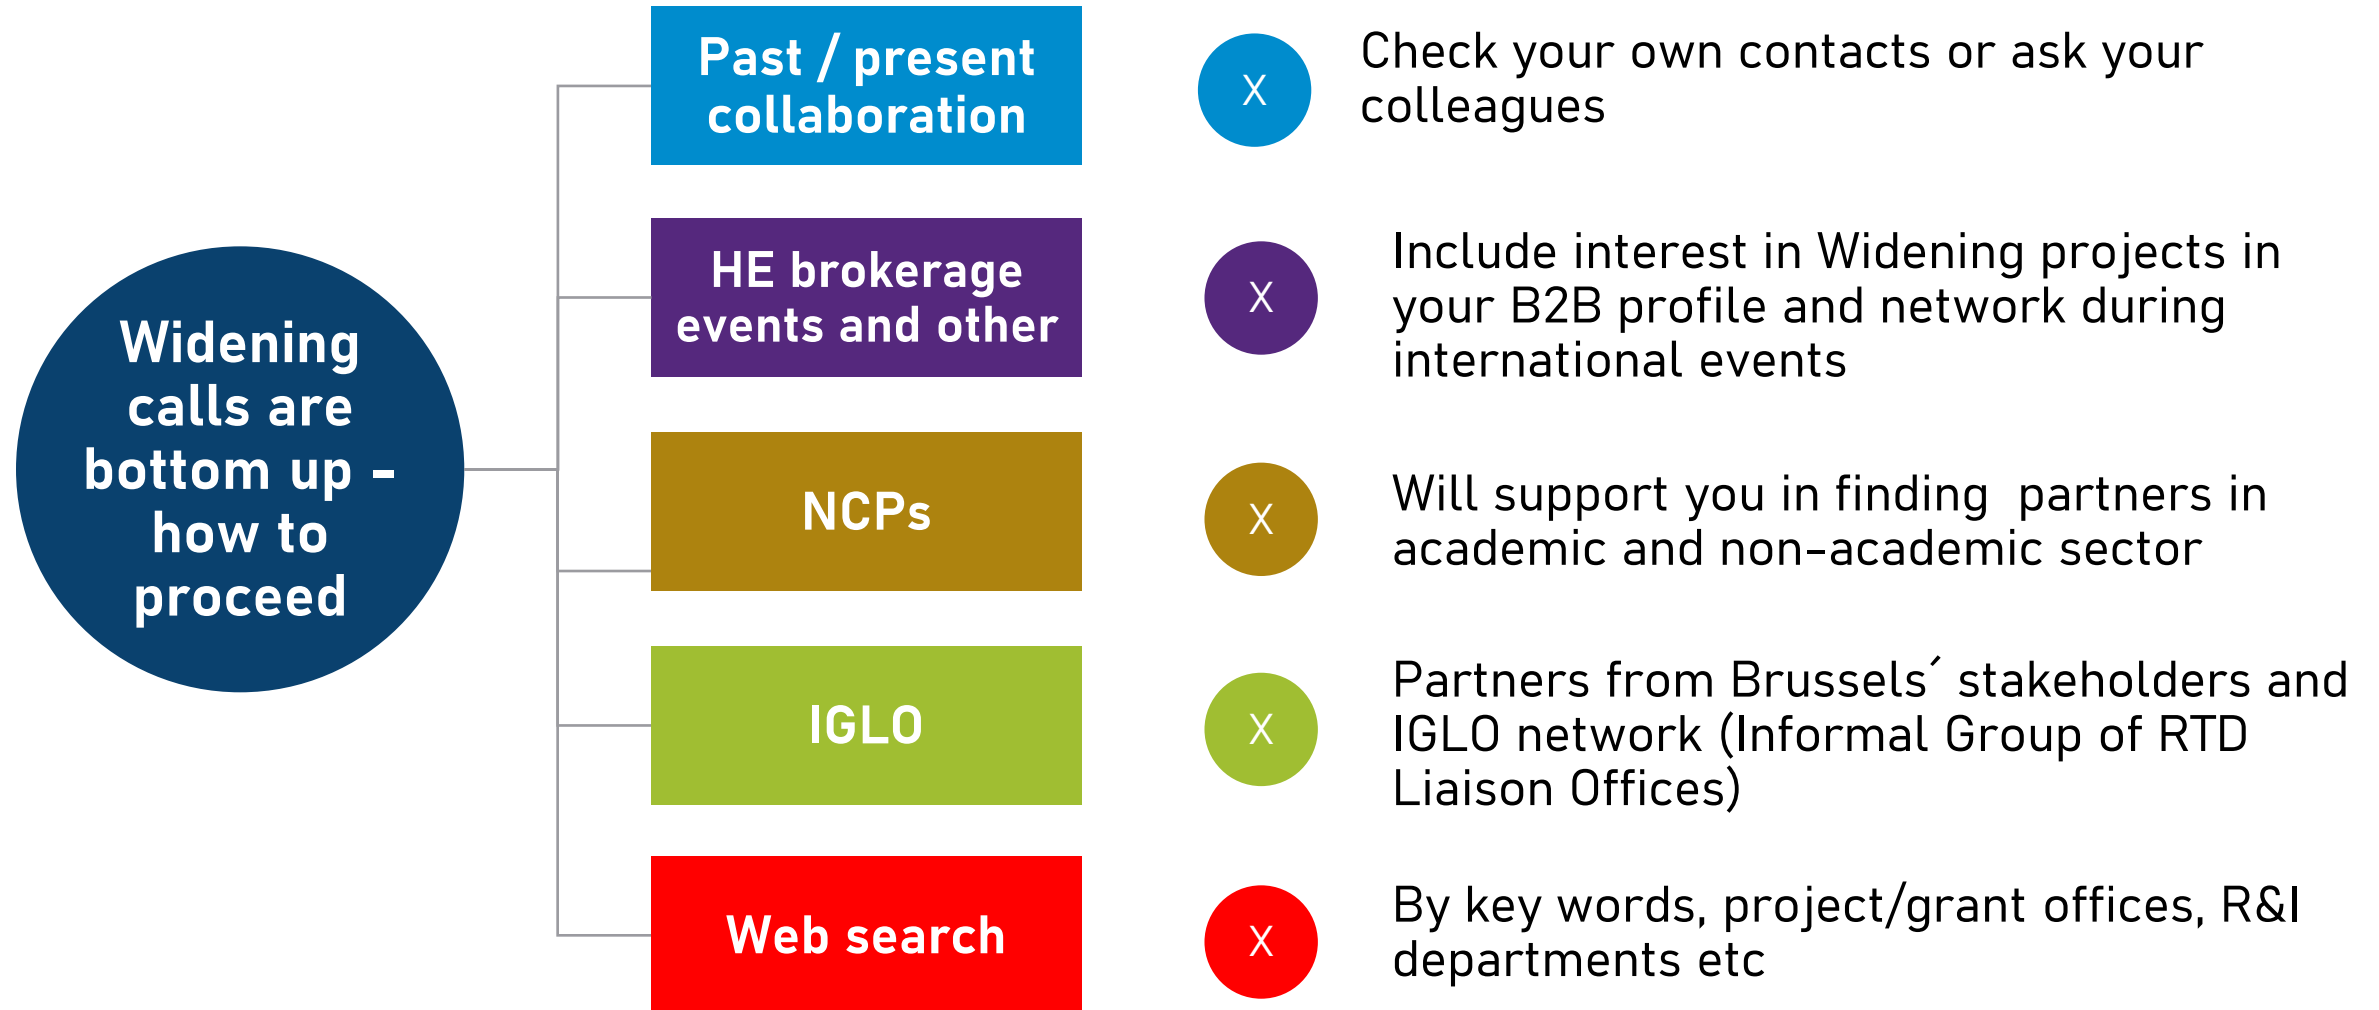 Widening
calls are
bottom up –
how to
proceed
Past / present
collaboration
X
Check your own contacts or ask your
colleagues
HE brokerage
events and other
X
Include interest in Widening projects in
your B2B profile and network during
international events
NCPs
X
Will support you in finding  partners in
academic and non-academic sector
IGLO
X
Partners from Brussels´ stakeholders and
IGLO network (Informal Group of RTD
Liaison Offices)
Web search
X
By key words, project/grant offices, R&I
departments etc